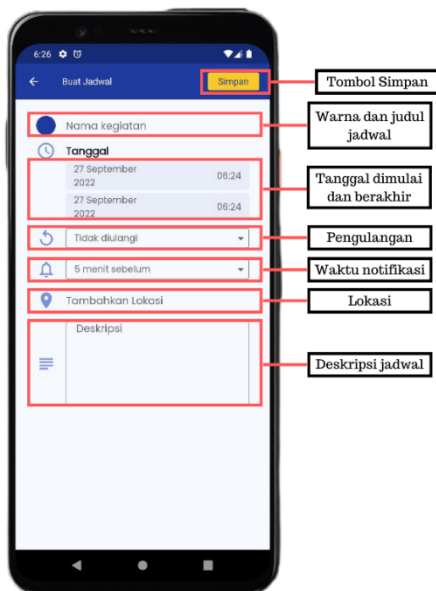 6:26
Buat Jadwal
Simpan
Tombol Simpan
Nama kegiatan
Warna dan judul
jadwal
Tanggal
27 September
2022
06:24
27 September
2022
06:24
Tanggal dimulai
dan berakhir
Tidak diulangi
Pengulangan
5 menit sebelum
Waktu notifikasi
Tambahkan Lokasi
Lokasi
Deskripsi
Deskripsi jadwal